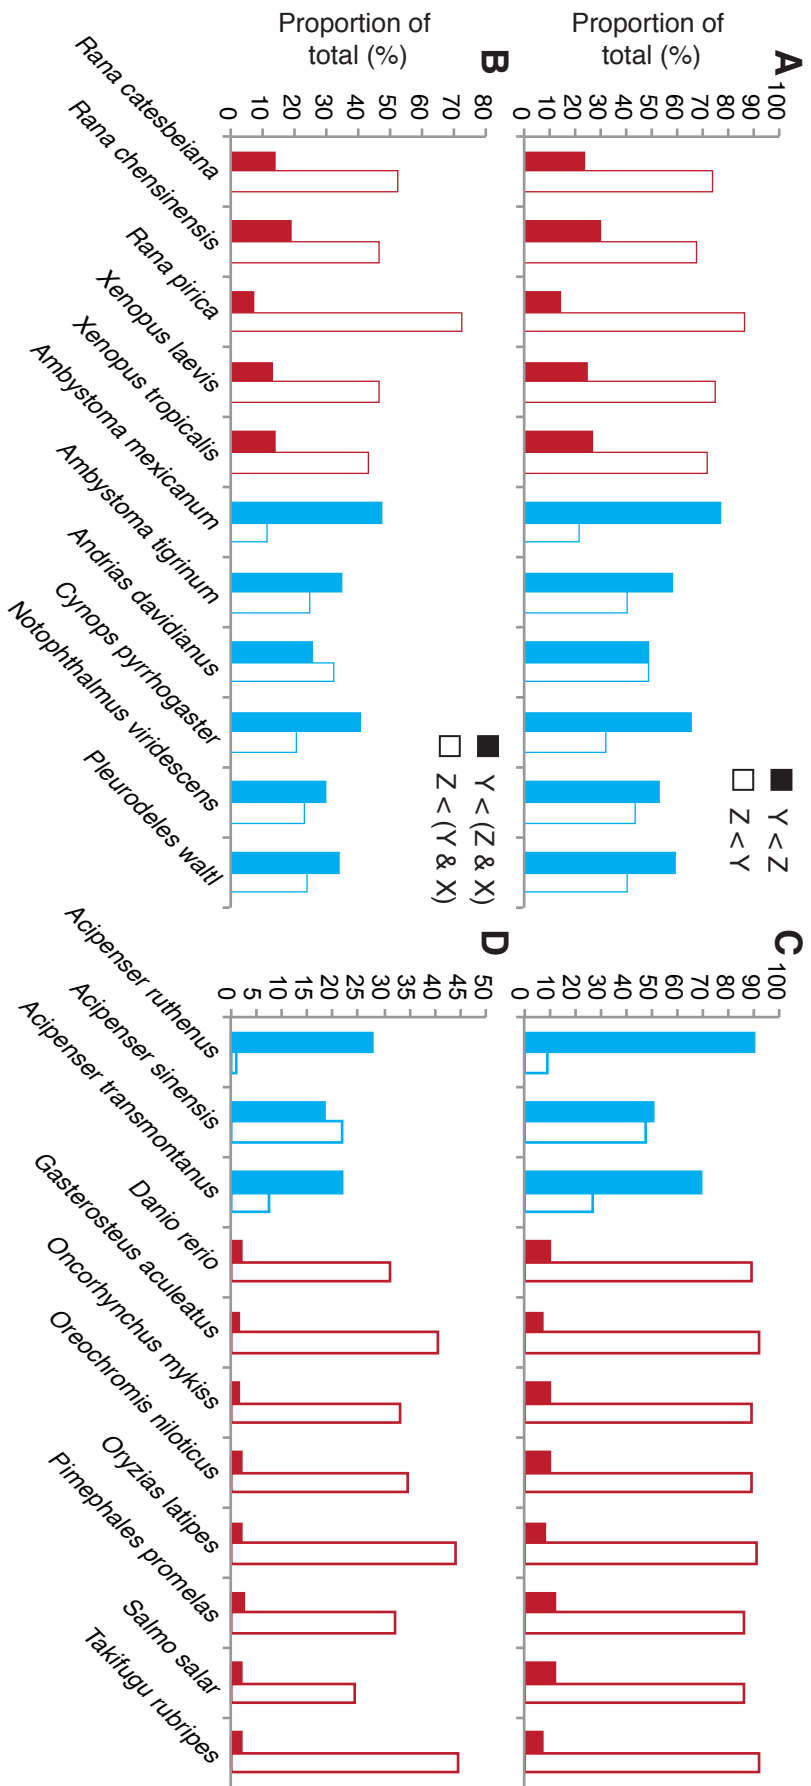 A
Proportion of
total (%)
100
90
80
70
60
50
40
30
20
10
0
Y < Z
Z < Y
B
Proportion of
total (%)
80
70
60
50
40
30
20
10
0
Y < (Z & X)
Z < (Y & X)
Rana catesbeiana
Rana chensinensis
Rana pirica
Xenopus laevis
Xenopus tropicalis
Ambystoma mexicanum
Ambystoma tigrinum
Andrias davidianus
Cynops pyrrhogaster
Notophthalmus viridescens
Pleurodeles waltl
C
100
90
80
70
60
50
40
30
20
10
0
D
50
45
40
35
30
25
20
15
10
5
0
Acipenser ruthenus
Acipenser sinensis
Acipenser transmontanus
Danio rerio
Gasterosteus aculeatus
Oncorhynchus mykiss
Oreochromis niloticus
Oryzias latipes
Pimephales promelas
Salmo salar
Takifugu rubripes